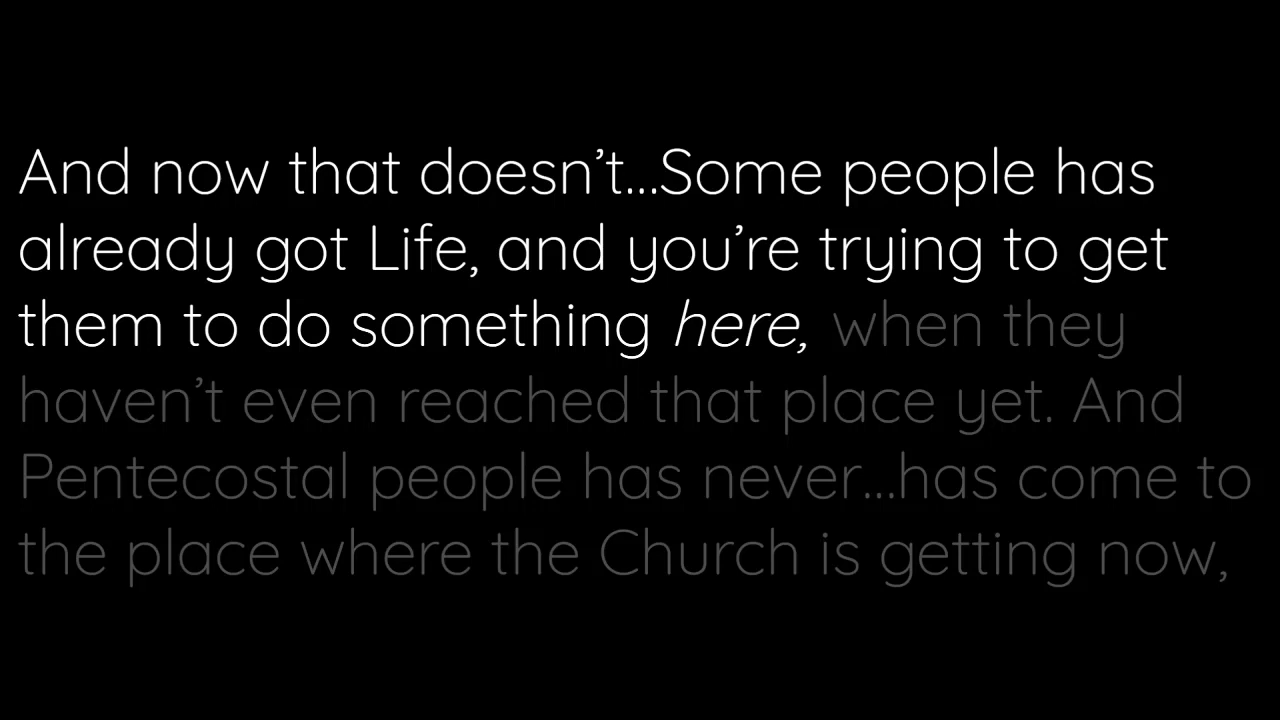 And now that doesn’t...Some people has
already got Life, and you’re trying to get
them to do something here, when they
haven’t even reached that place yet. And
Pentecostal people has never...has come to
the place where the Church is getting now,